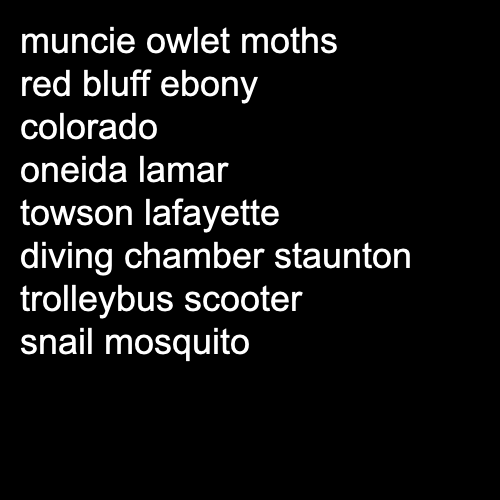 muncie owlet moths
red bluff ebony
colorado
oneida lamar
towson lafayette
diving chamber staunton
trolleybus scooter
snail mosquito